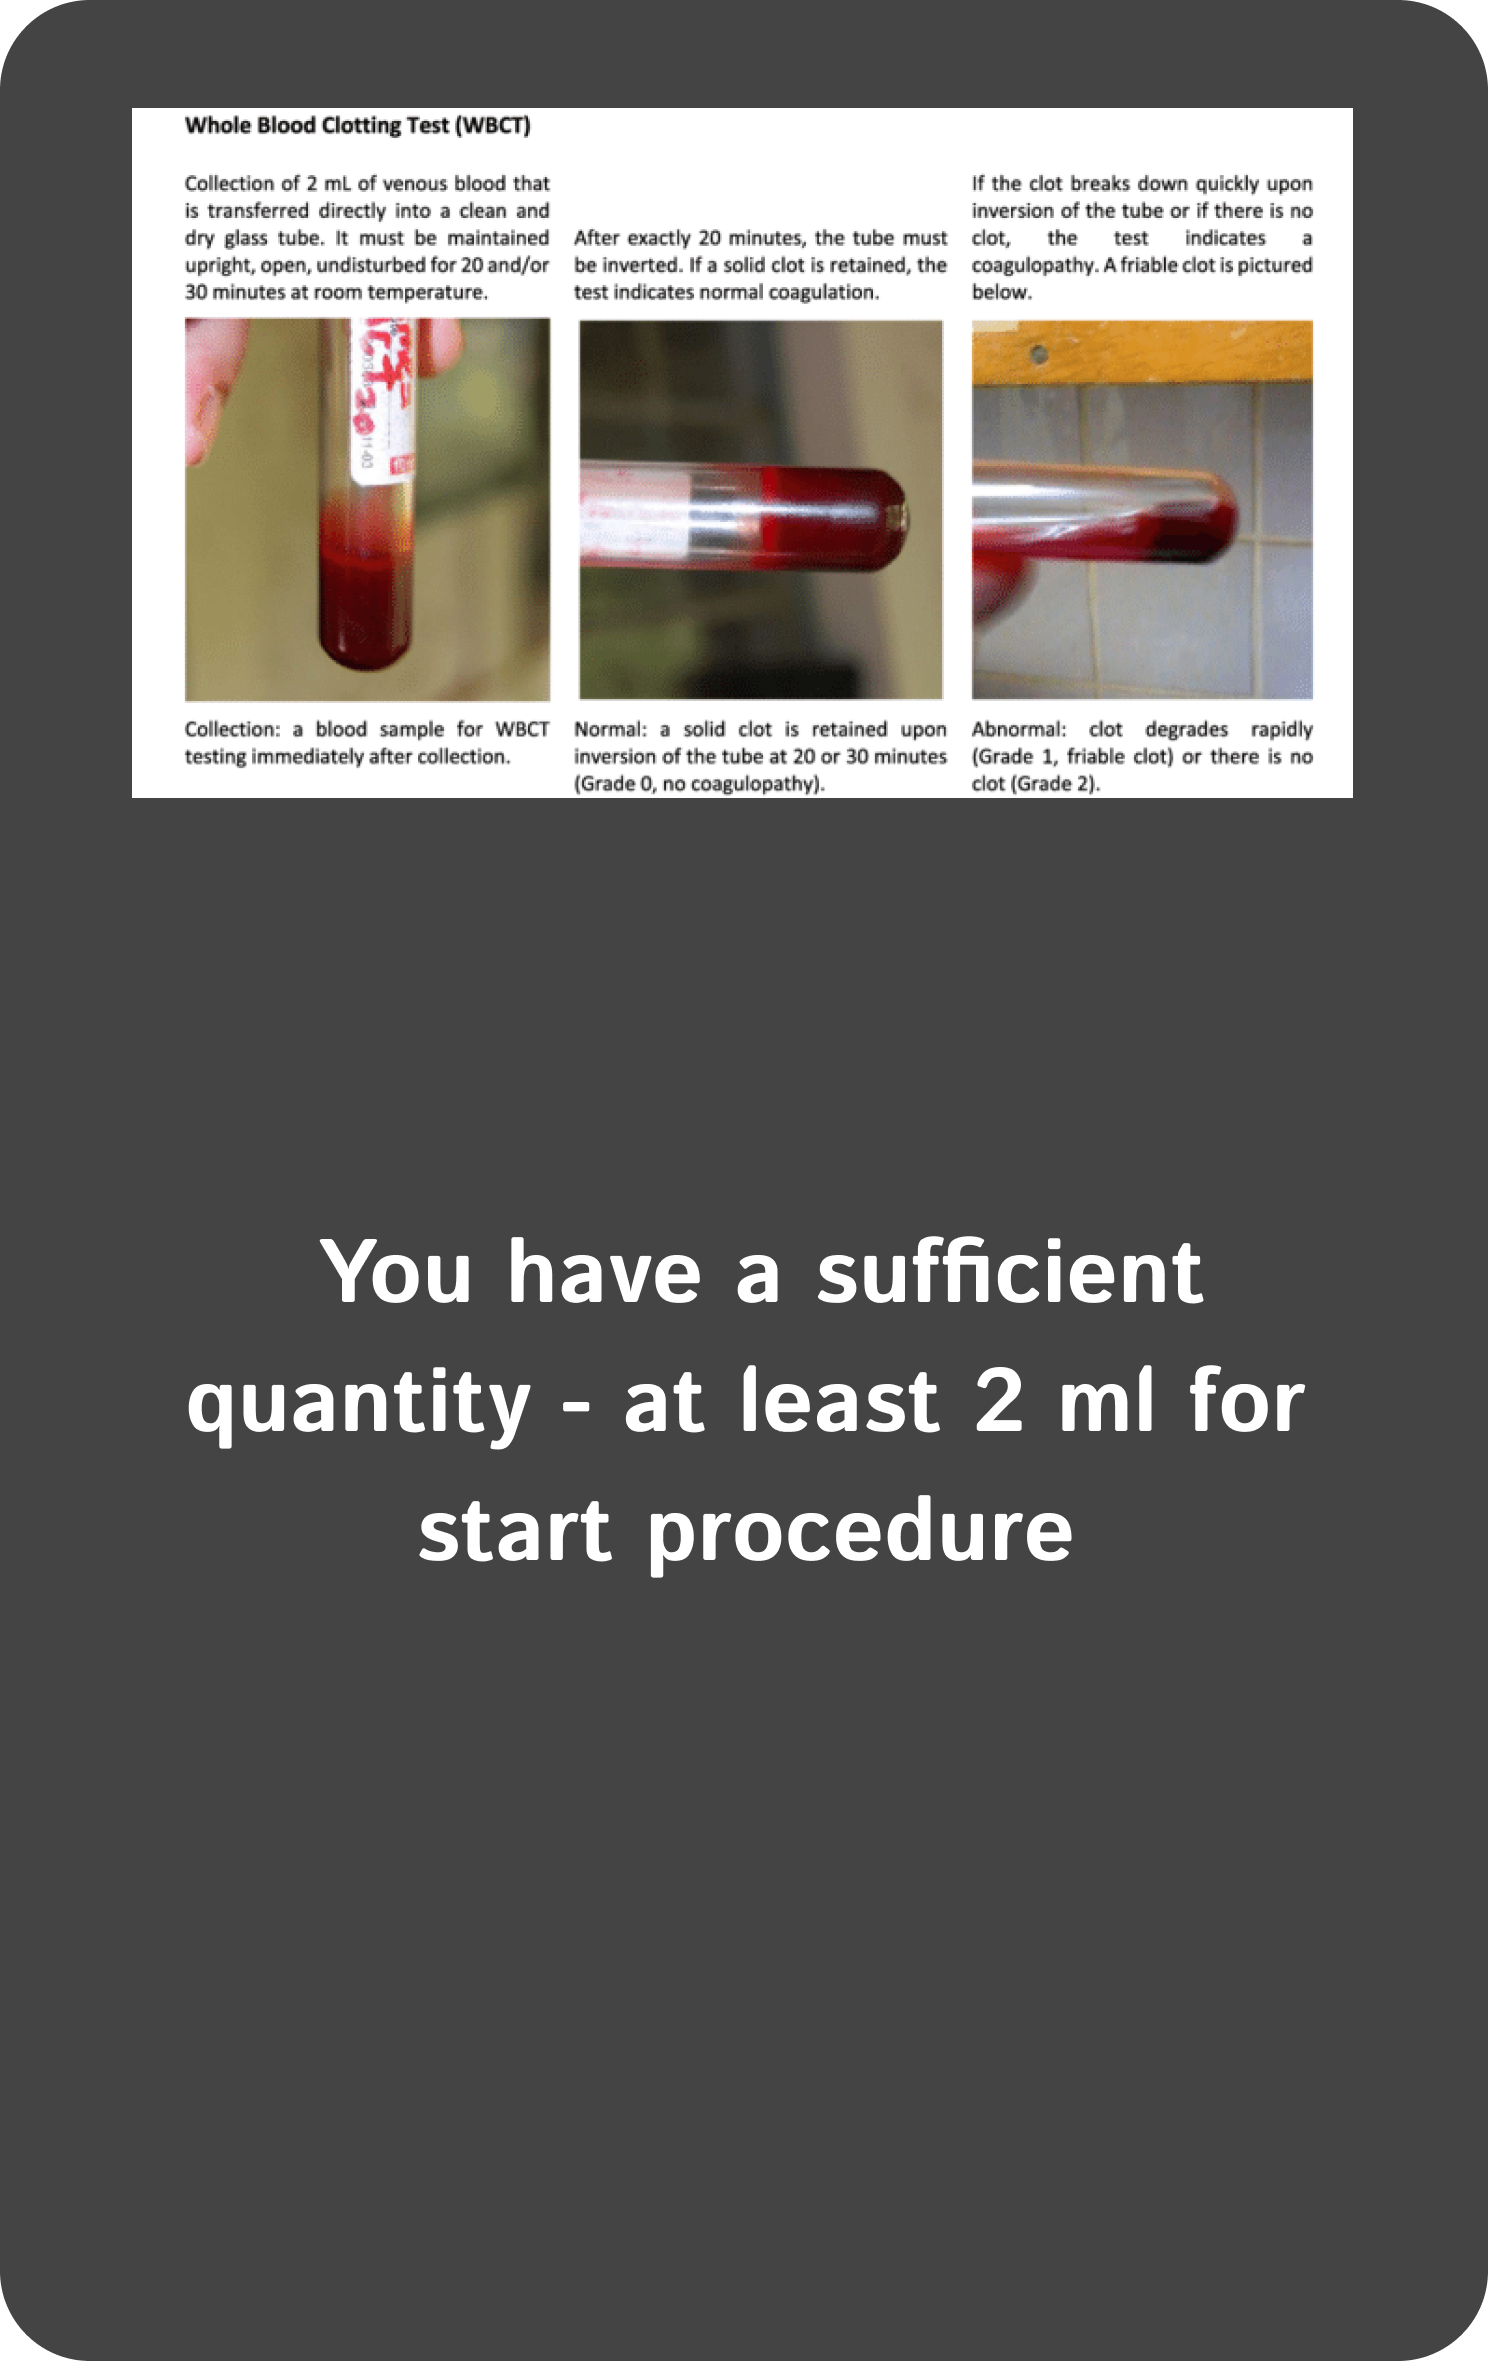 Whole Blood Clotting Test (WBCT)
Collection of 2 mL of venous blood that
is transferred directly into a clean and
dry glass tube. It must be maintained
upright, open, undisturbed for 20 and/or
30 minutes at room temperature.
After exactly 20 minutes, the tube must
be inverted. If a solid clot is retained, the
test indicates normal coagulation.
If the clot breaks down quickly upon
inversion of the tube or if there is no
clot, the test indicates a
coagulopathy. A friable clot is pictured
below.
Collection: a blood sample for WBCT
testing immediately after collection.
Normal: a solid clot is retained upon
inversion of the tube at 20 or 30 minutes
(Grade 0, no coagulopathy).
Abnormal: clot degrades rapidly
(Grade 1, friable clot) or there is no
clot (Grade 2).
You have a sufficient
quantity - at least 2 ml for
start procedure